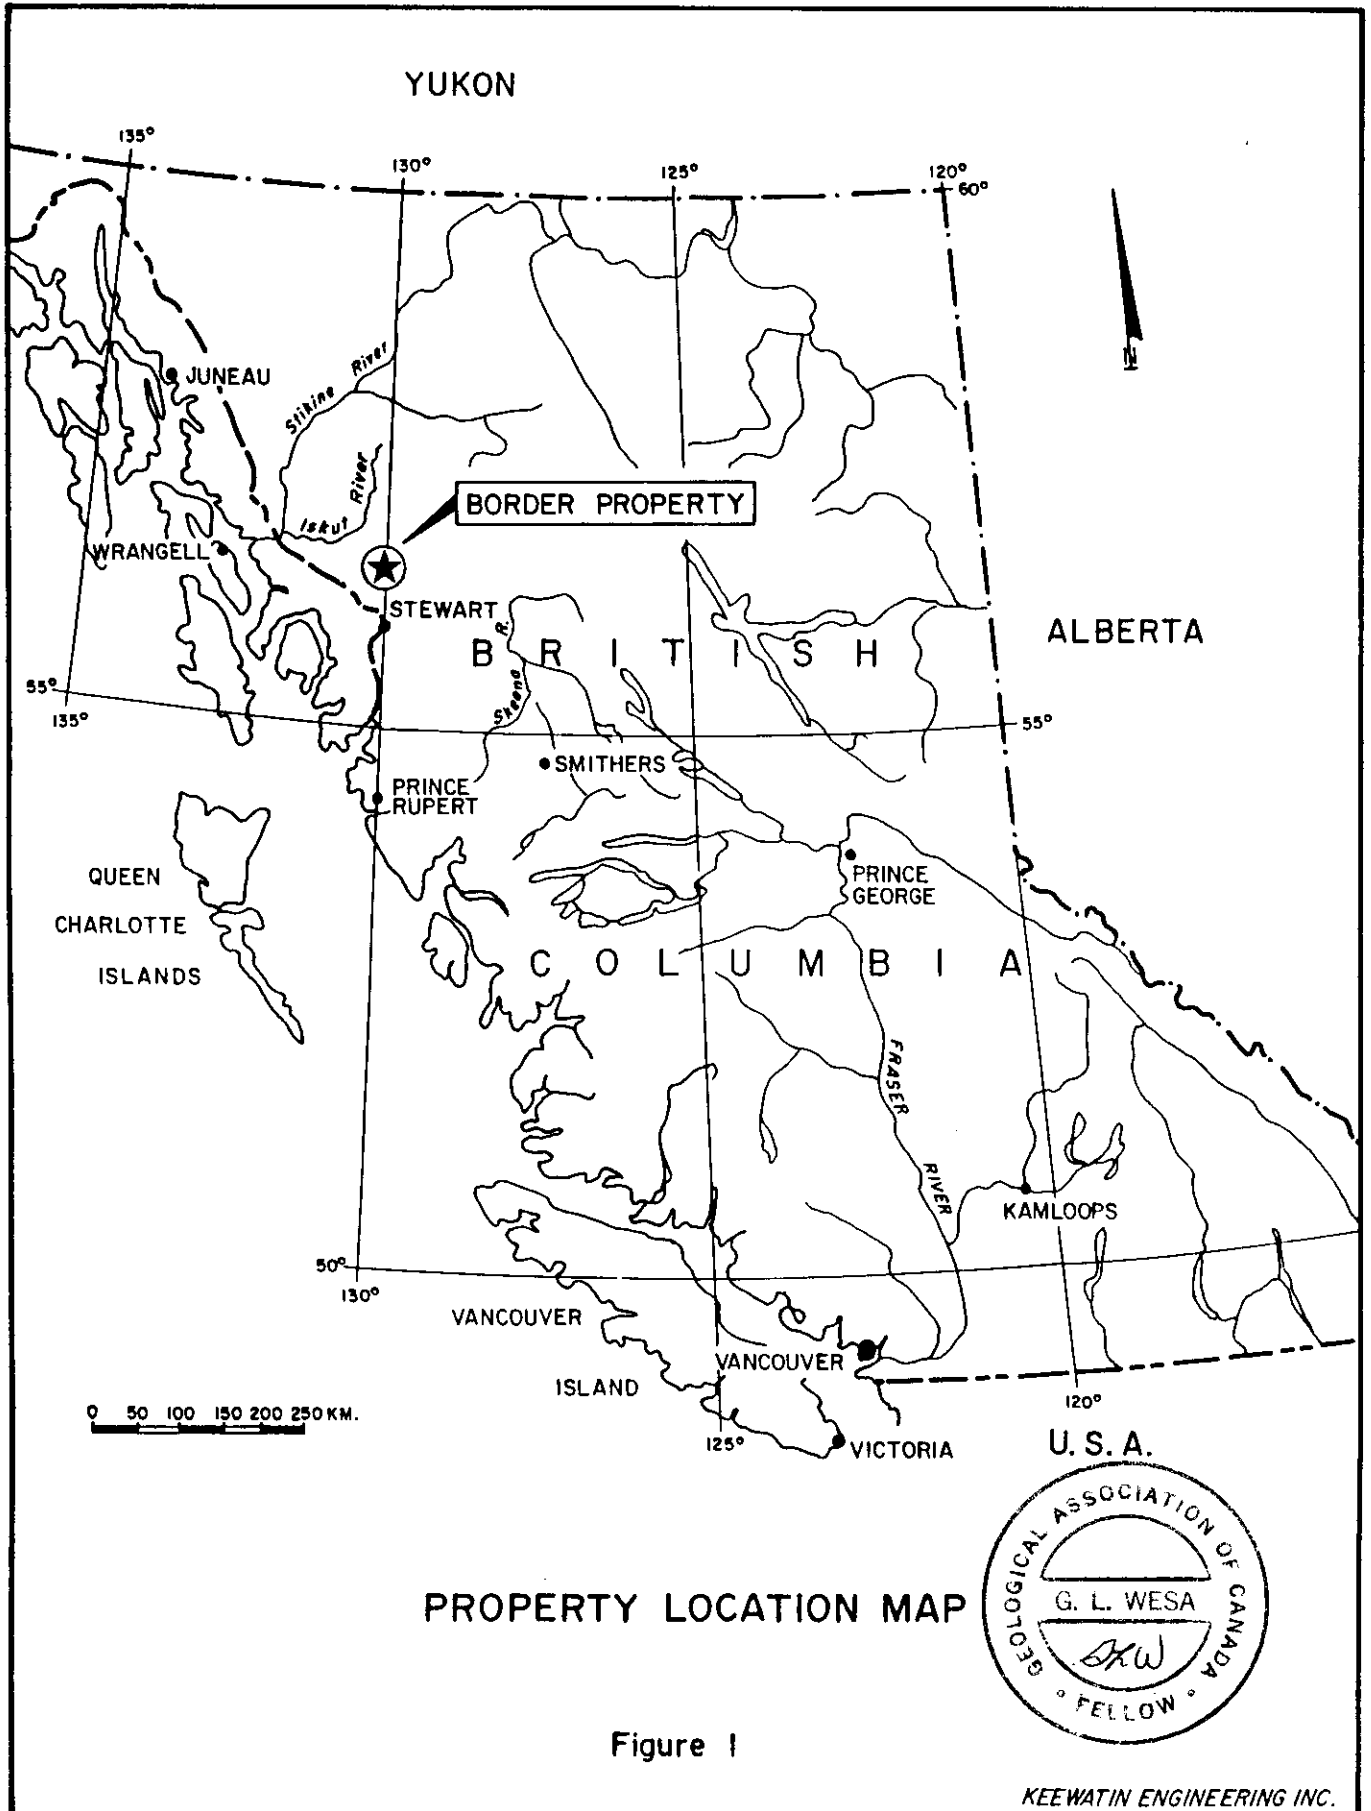 YUKON
135°
130°
125°
120°
60°
JUNEAU
Stikine River
Iskut River
BORDER PROPERTY
N
WRANGELL
STEWART
BRITISH
ALBERTA
Skeena R.
55°
135°
55°
SMITHERS
PRINCE
RUPERT
PRINCE
GEORGE
QUEEN
CHARLOTTE
ISLANDS
COLUMBIA
FRASER
RIVER
KAMLOOPS
50°
130°
VANCOUVER
ISLAND
VANCOUVER
120°
0 50 100 150 200 250 KM.
125°
VICTORIA
U.S.A.
GEOLOGICAL ASSOCIATION OF CANADA
G. L. WESA
GLW
• FELLOW •
PROPERTY LOCATION MAP
Figure 1
KEEWATIN ENGINEERING INC.